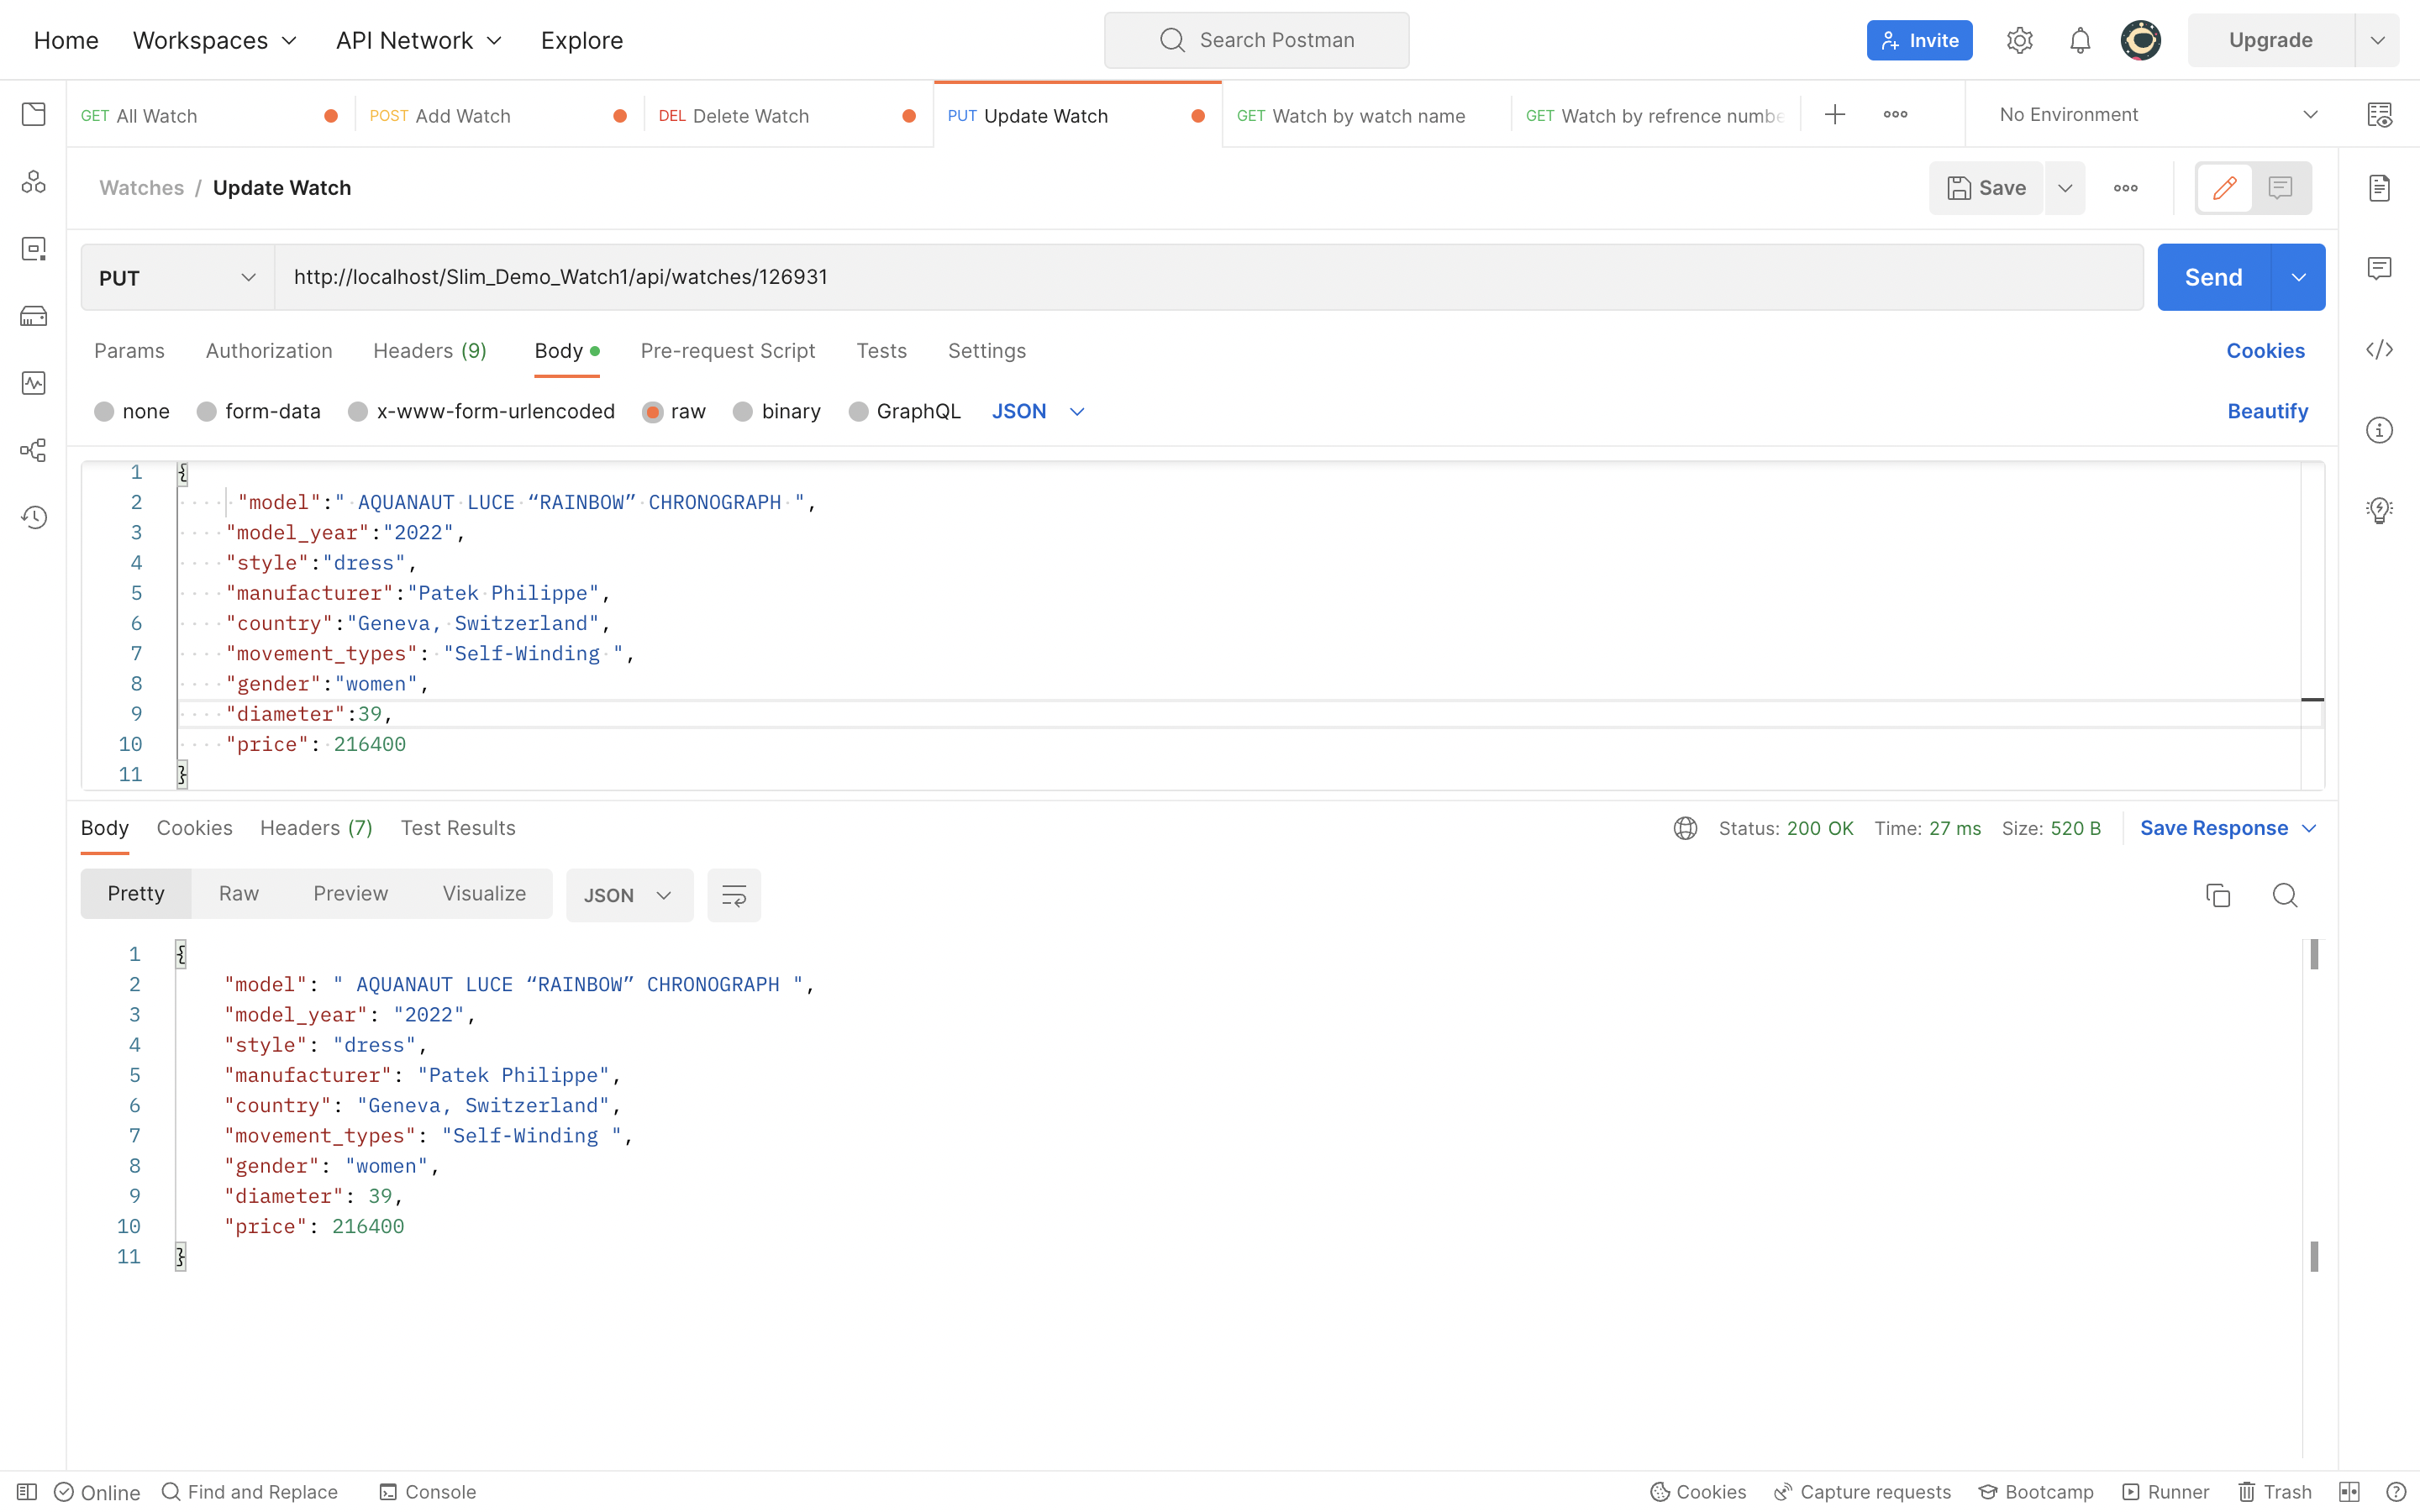 Home Workspaces API Network Explore Search Postman Invite Upgrade
GET All Watch POST Add Watch DEL Delete Watch PUT Update Watch GET Watch by watch name GET Watch by refrence numbe No Environment
Watches / Update Watch Save
PUT http://localhost/Slim_Demo_Watch1/api/watches/126931 Send
Params Authorization Headers (9) Body Pre-request Script Tests Settings Cookies
none form-data x-www-form-urlencoded raw binary GraphQL JSON Beautify
1 {
2 "model":" AQUANAUT LUCE “RAINBOW” CHRONOGRAPH ",
3 "model_year":"2022",
4 "style":"dress",
5 "manufacturer":"Patek Philippe",
6 "country":"Geneva, Switzerland",
7 "movement_types": "Self-Winding ",
8 "gender":"women",
9 "diameter":39,
10 "price": 216400
11 }
Body Cookies Headers (7) Test Results Status: 200 OK Time: 27 ms Size: 520 B Save Response
Pretty Raw Preview Visualize JSON
1 {
2 "model": " AQUANAUT LUCE “RAINBOW” CHRONOGRAPH ",
3 "model_year": "2022",
4 "style": "dress",
5 "manufacturer": "Patek Philippe",
6 "country": "Geneva, Switzerland",
7 "movement_types": "Self-Winding ",
8 "gender": "women",
9 "diameter": 39,
10 "price": 216400
11 }
Online Find and Replace Console Cookies Capture requests Bootcamp Runner Trash